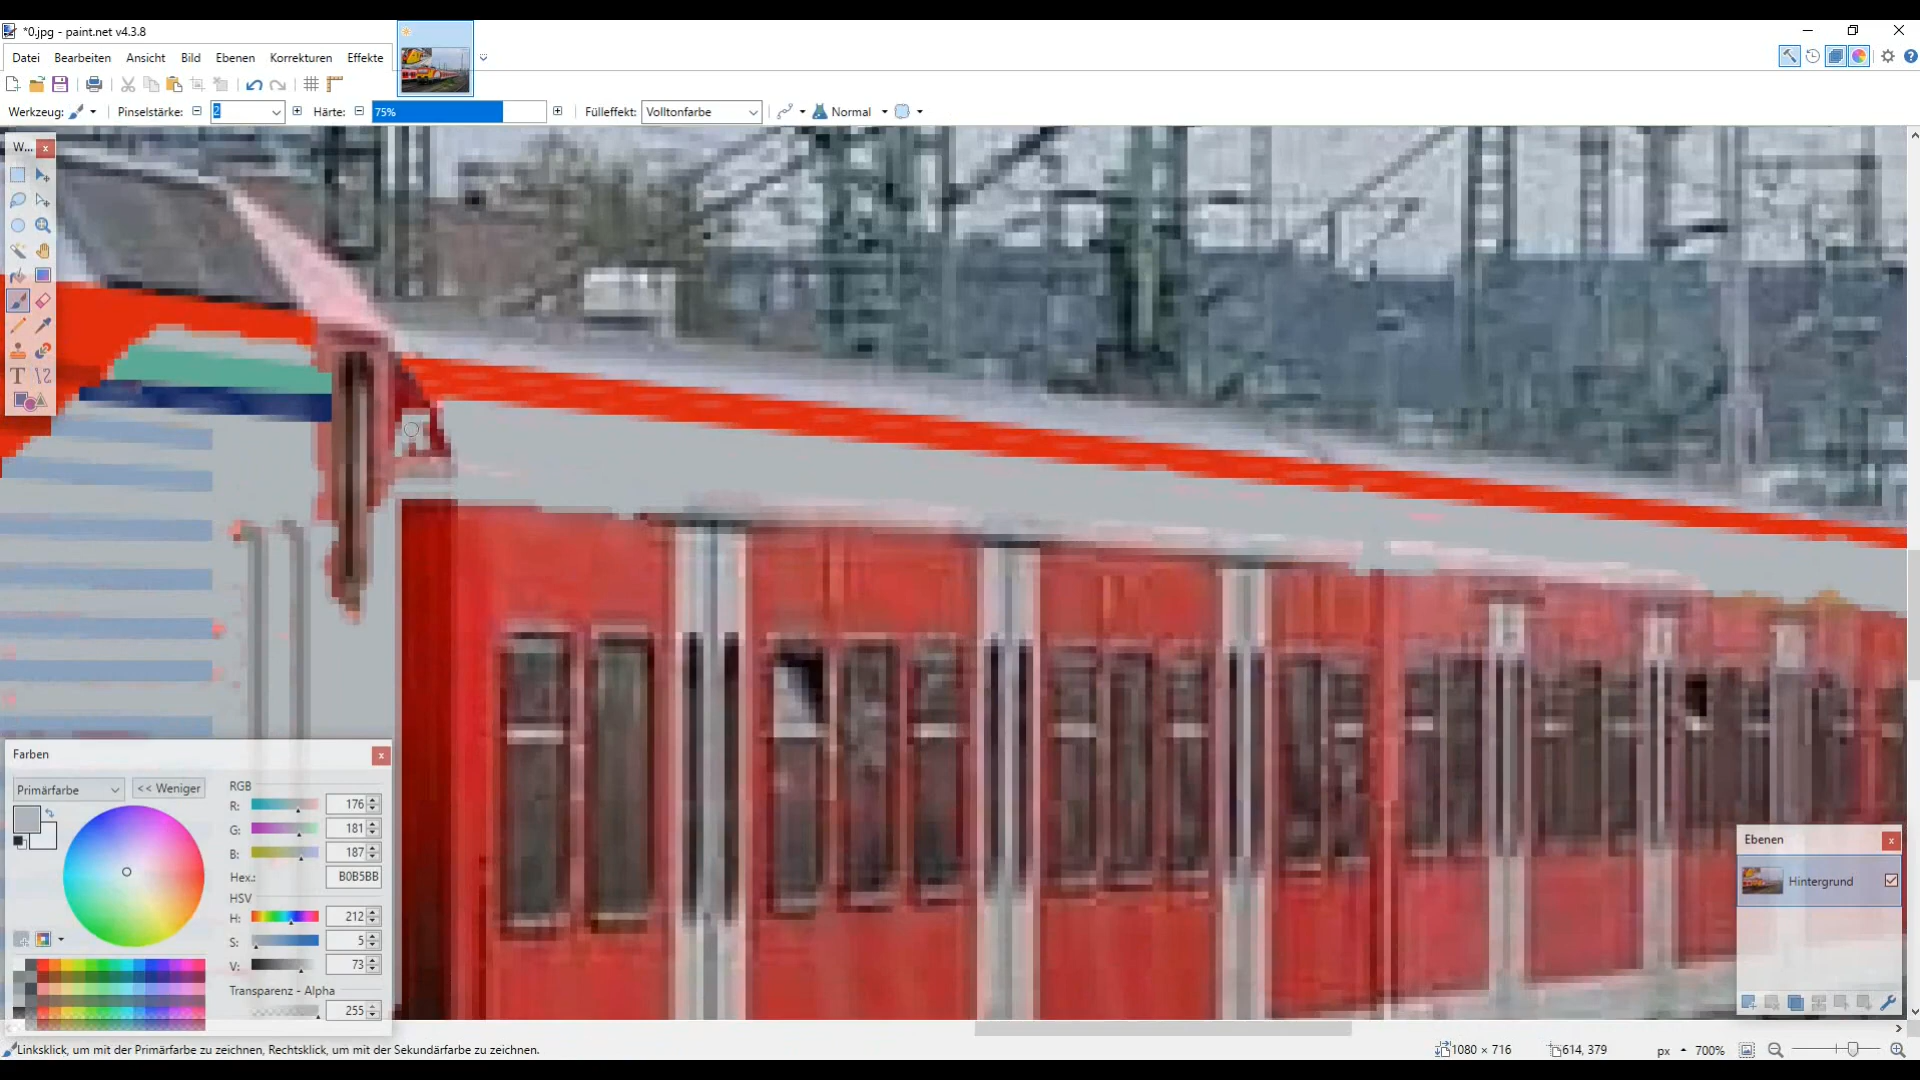 *0.jpg - paint.net v4.3.8
Datei Bearbeiten Ansicht Bild Ebenen Korrekturen Effekte
Werkzeug: Pinselstärke: 2 Härte: 75% Fülleffekt: Volltonfarbe Normal
W...
Farben
Primärfarbe << Weniger
RGB
R: 176
G: 181
B: 187
Hex.: B0B5BB
HSV
H: 212
S: 5
V: 73
Transparenz - Alpha
255
Ebenen
Hintergrund
Linksklick, um mit der Primärfarbe zu zeichnen, Rechtsklick, um mit der Sekundärfarbe zu zeichnen. 1080 × 716 614, 379 px 700%